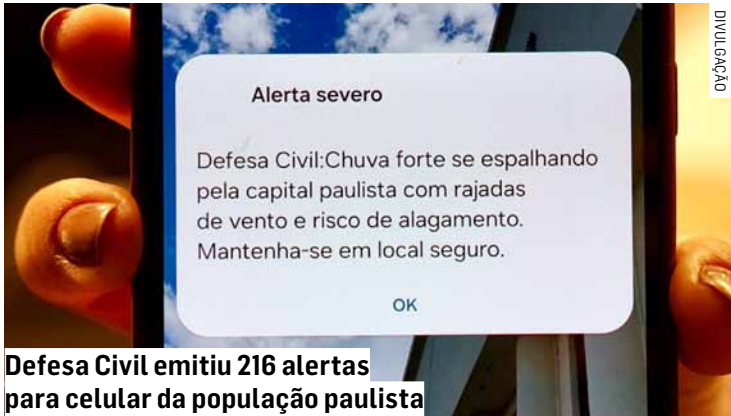 DIVULGAÇÃO
Alerta severo
Defesa Civil:Chuva forte se espalhando
pela capital paulista com rajadas
de vento e risco de alagamento.
Mantenha-se em local seguro.
OK
Defesa Civil emitiu 216 alertas
para celular da população paulista